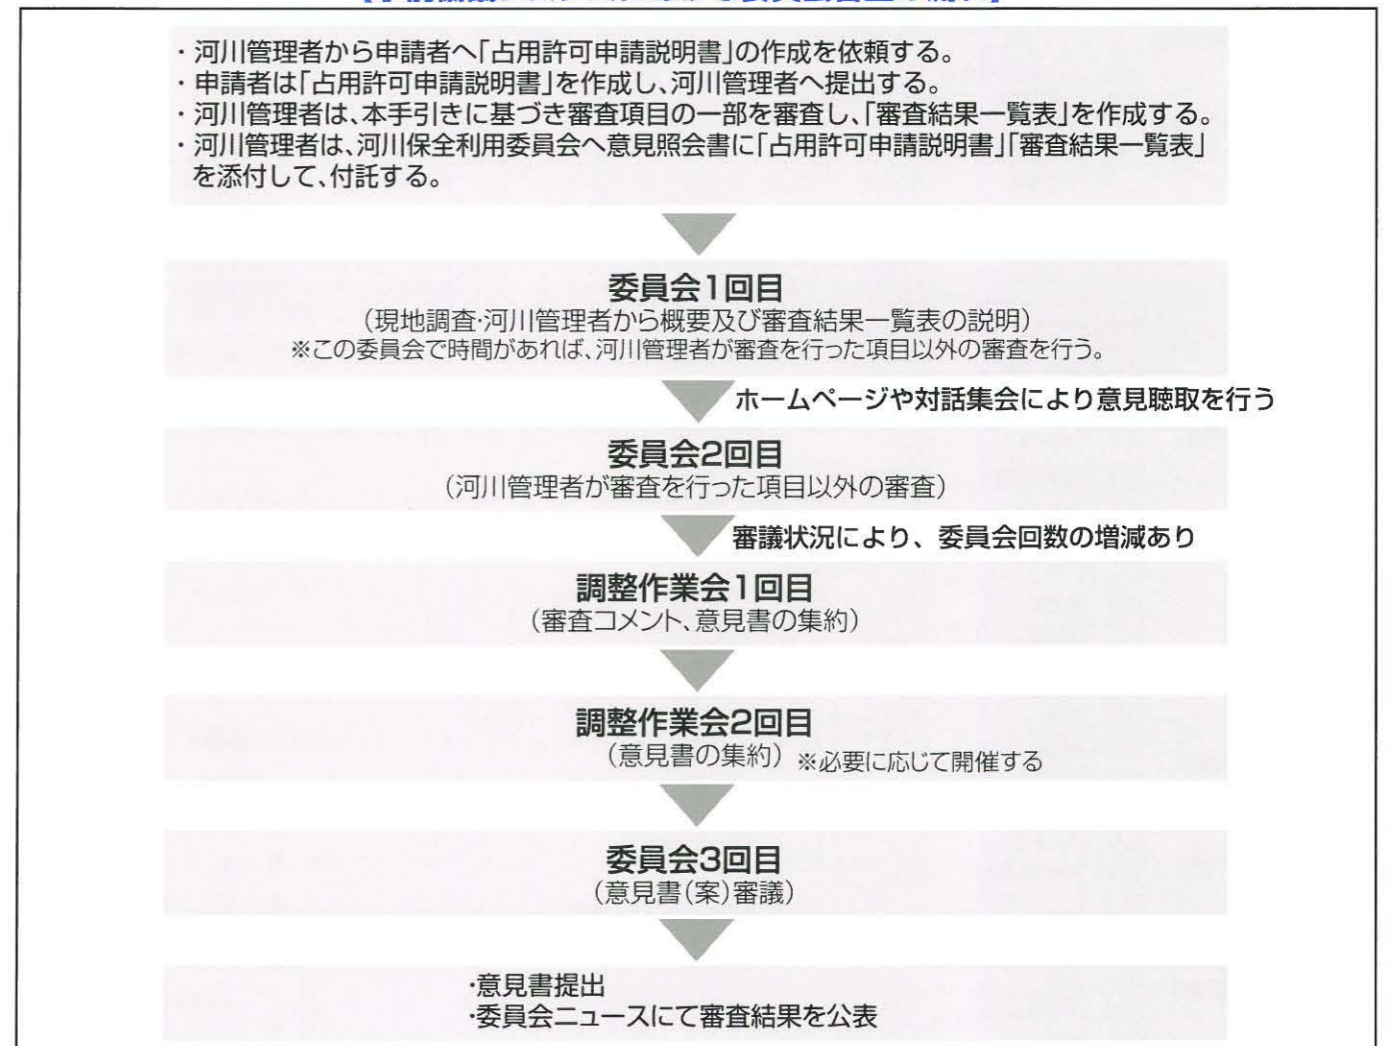 ・河川管理者から申請者へ「占用許可申請説明書」の作成を依頼する。
・申請者は「占用許可申請説明書」を作成し、河川管理者へ提出する。
・河川管理者は、本手引きに基づき審査項目の一部を審査し、「審査結果一覧表」を作成する。
・河川管理者は、河川保全利用委員会へ意見照会書に「占用許可申請説明書」「審査結果一覧表」
を添付して、付託する。
委員会1回目
（現地調査・河川管理者から概要及び審査結果一覧表の説明）
※この委員会で時間があれば、河川管理者が審査を行った項目以外の審査を行う。
ホームページや対話集会により意見聴取を行う
委員会2回目
（河川管理者が審査を行った項目以外の審査）
審議状況により、委員会回数の増減あり
調整作業会1回目
（審査コメント、意見書の集約）
調整作業会2回目
（意見書の集約）※必要に応じて開催する
委員会3回目
（意見書（案）審議）
・意見書提出
・委員会ニュースにて審査結果を公表